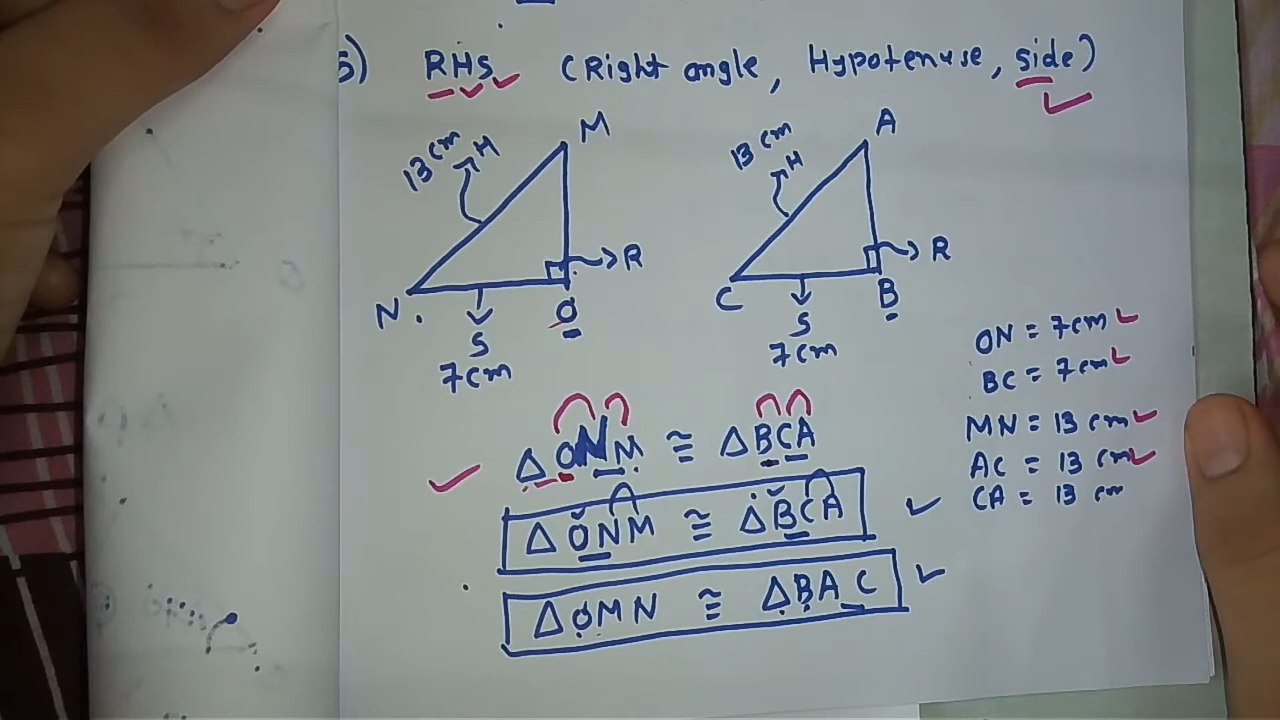 5) RHS (Right angle, Hypotenuse, side)
M
A
13 cm
H
13 cm
H
R
R
N.
O
C
B
S
7cm
S
7cm
ON = 7cm
BC = 7cm
MN = 13 cm
AC = 13 cm
CA = 13 cm
△ ONM ≅ △BCA
△ ONM ≅ △BCA
△OMN ≅ △BAC